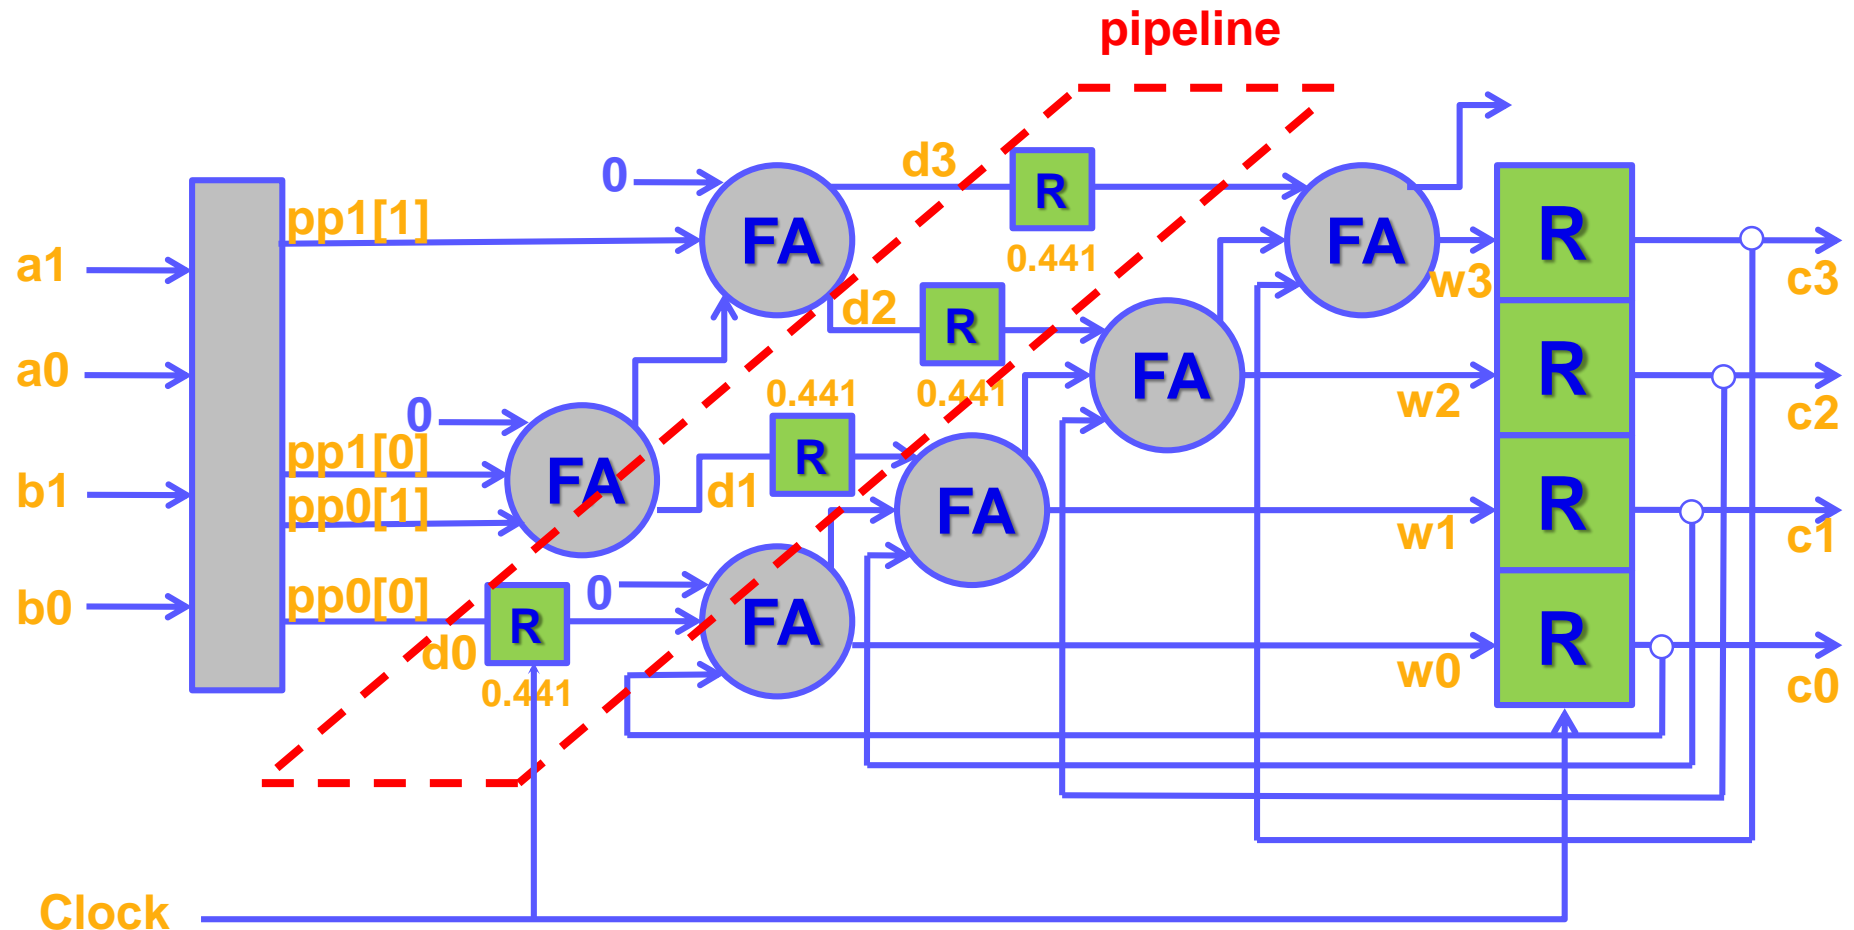 pipeline
0
d3
R
pp1[1]
FA
FA
R
a1
0.441
w3
c3
d2
R
a0
0.441
0.441
FA
R
w2
c2
0
pp1[0]
R
b1
FA
d1
FA
R
pp0[1]
w1
c1
pp0[0]
0
b0
R
FA
R
d0
0.441
w0
c0
Clock